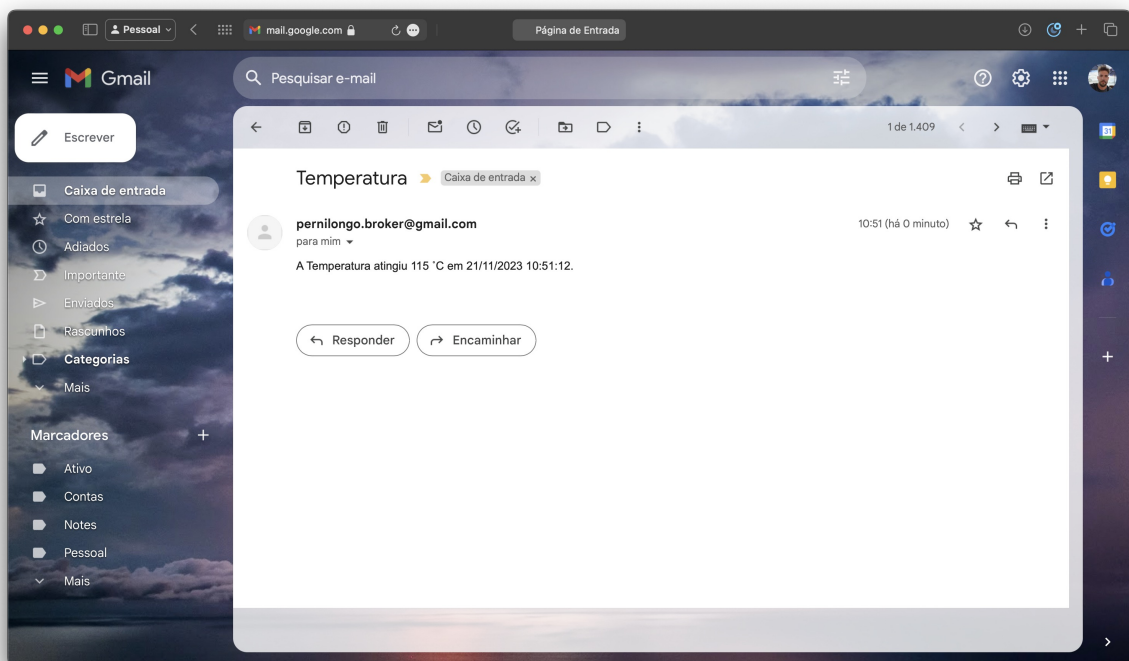 Pessoal
mail.google.com
Página de Entrada
Gmail
Pesquisar e-mail
Escrever
1 de 1.409
31
Temperatura
Caixa de entrada x
Caixa de entrada
Com estrela
Adiados
Importante
Enviados
Rascunhos
Categorias
Mais
Marcadores
Ativo
Contas
Notes
Pessoal
Mais
pernilongo.broker@gmail.com
10:51 (há 0 minuto)
para mim
A Temperatura atingiu 115 ˚C em 21/11/2023 10:51:12.
Responder
Encaminhar